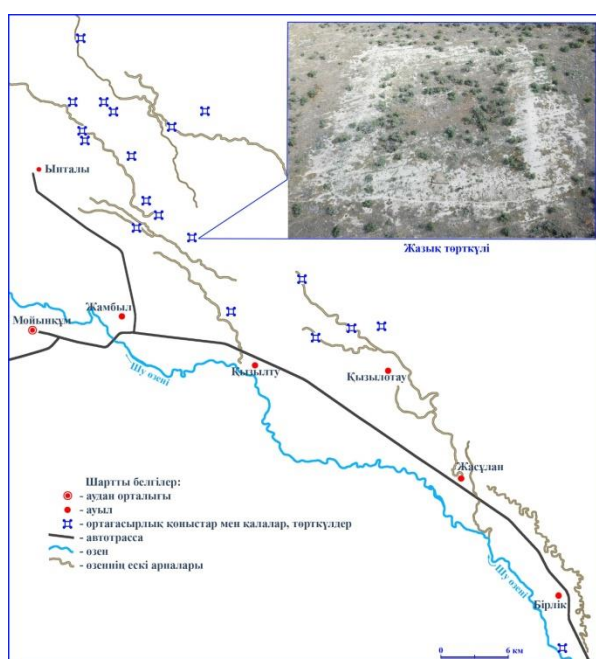 Ынталы
Жазық төрткүлі
Жамбыл
Мойынқұм
Шу өзені
Қызылту
Қызылотау
Жасұлан
Шартты белгілер:
- аудан орталығы
- ауыл
- ортағасырлық қоныстар мен қалалар, төрткүлдер
- автотрасса
- өзен
- өзеннің ескі арналары
Шу өзені
Бірлік
0 6 км